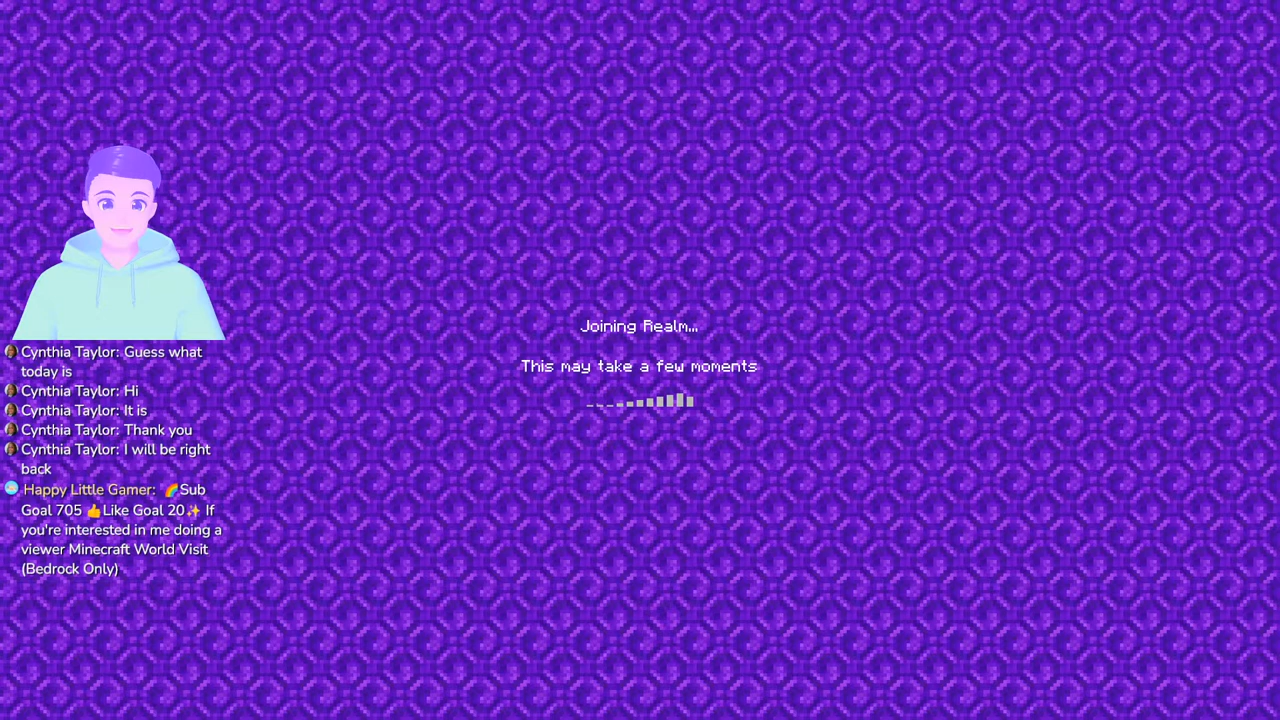 Joining Realm...
This may take a few moments
Cynthia Taylor: Guess what
today is
Cynthia Taylor: Hi
Cynthia Taylor: It is
Cynthia Taylor: Thank you
Cynthia Taylor: I will be right
back
Happy Little Gamer: 🌈Sub
Goal 705 👍Like Goal 20✨ If
you're interested in me doing a
viewer Minecraft World Visit
(Bedrock Only)